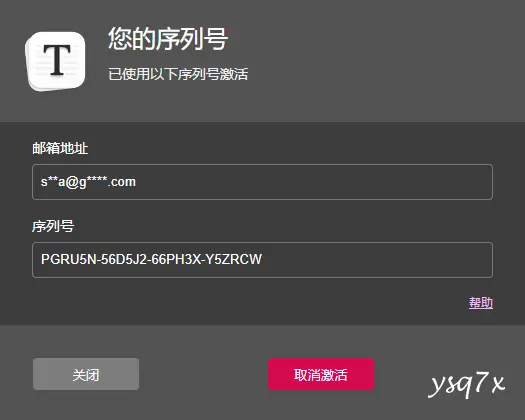 T
您的序列号
已使用以下序列号激活
邮箱地址
s**a@g****.com
序列号
PGRU5N-56D5J2-66PH3X-Y5ZRCW
帮助
关闭
取消激活
ysq7x